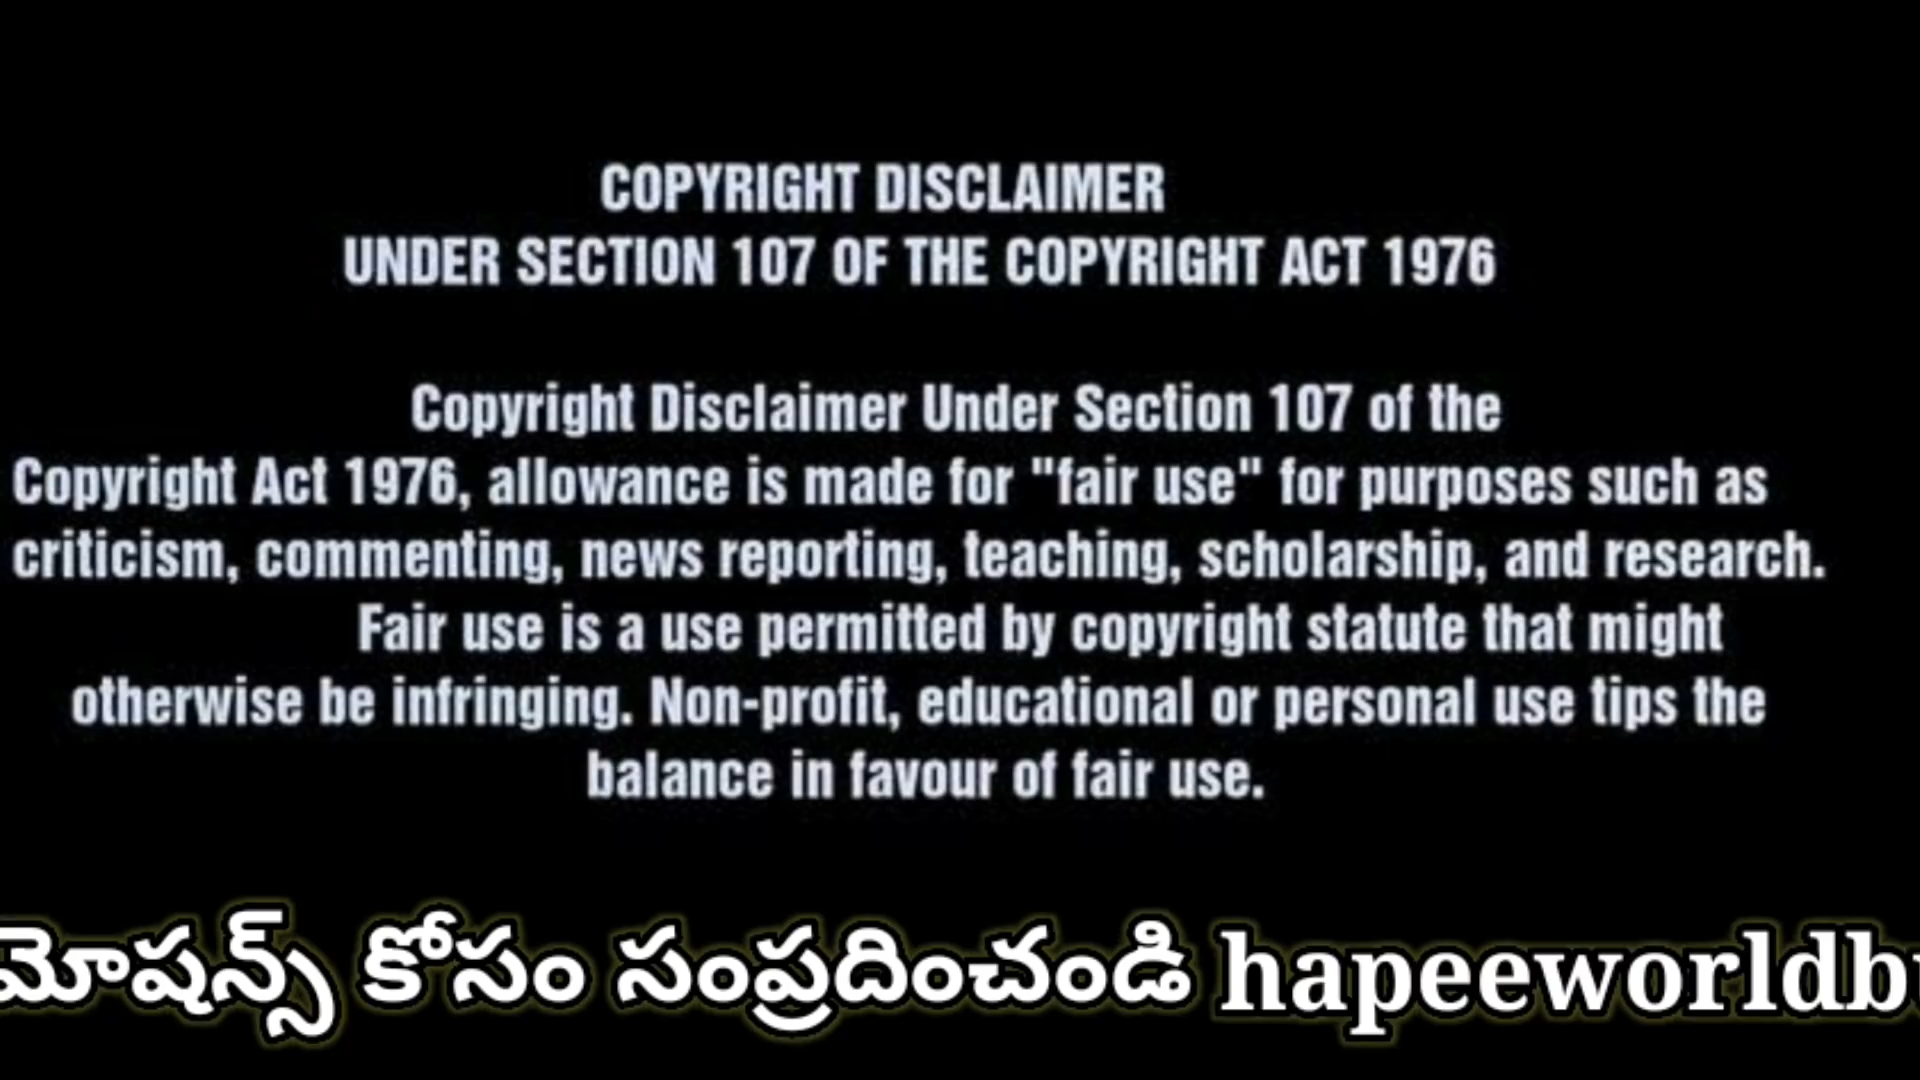 COPYRIGHT DISCLAIMER
UNDER SECTION 107 OF THE COPYRIGHT ACT 1976
Copyright Disclaimer Under Section 107 of the
Copyright Act 1976, allowance is made for "fair use" for purposes such as
criticism, commenting, news reporting, teaching, scholarship, and research.
Fair use is a use permitted by copyright statute that might
otherwise be infringing. Non-profit, educational or personal use tips the
balance in favour of fair use.
మోషన్స్ కోసం సంప్రదించండి hapeeworldb